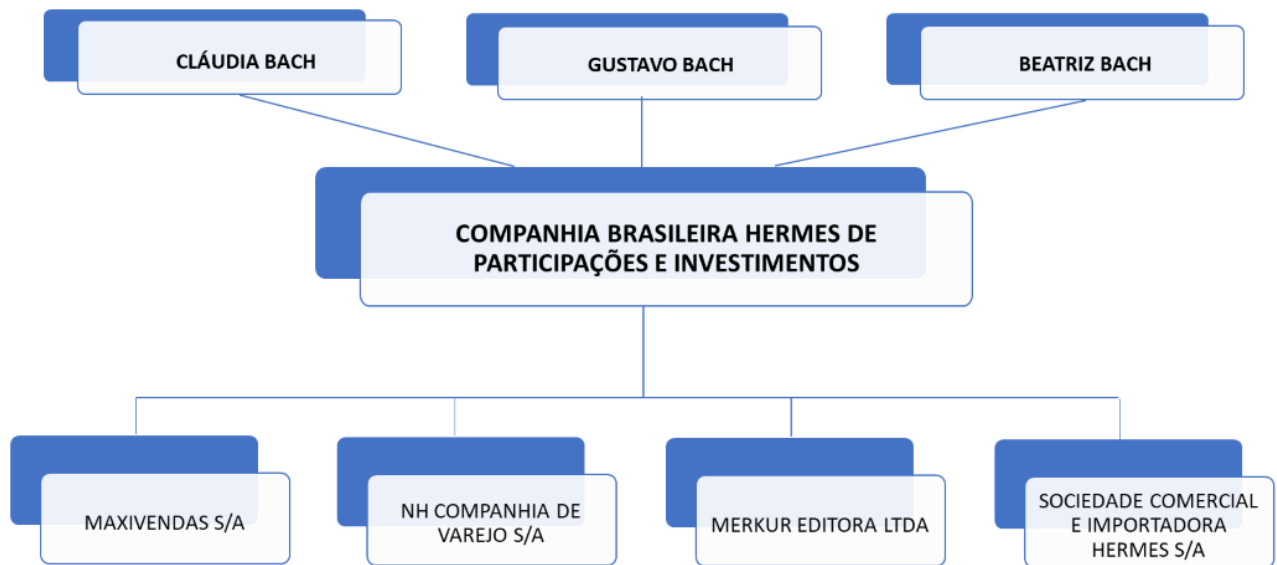 CLÁUDIA BACH
GUSTAVO BACH
BEATRIZ BACH
COMPANHIA BRASILEIRA HERMES DE
PARTICIPAÇÕES E INVESTIMENTOS
MAXIVENDAS S/A
NH COMPANHIA DE
VAREJO S/A
MERKUR EDITORA LTDA
SOCIEDADE COMERCIAL
E IMPORTADORA
HERMES S/A